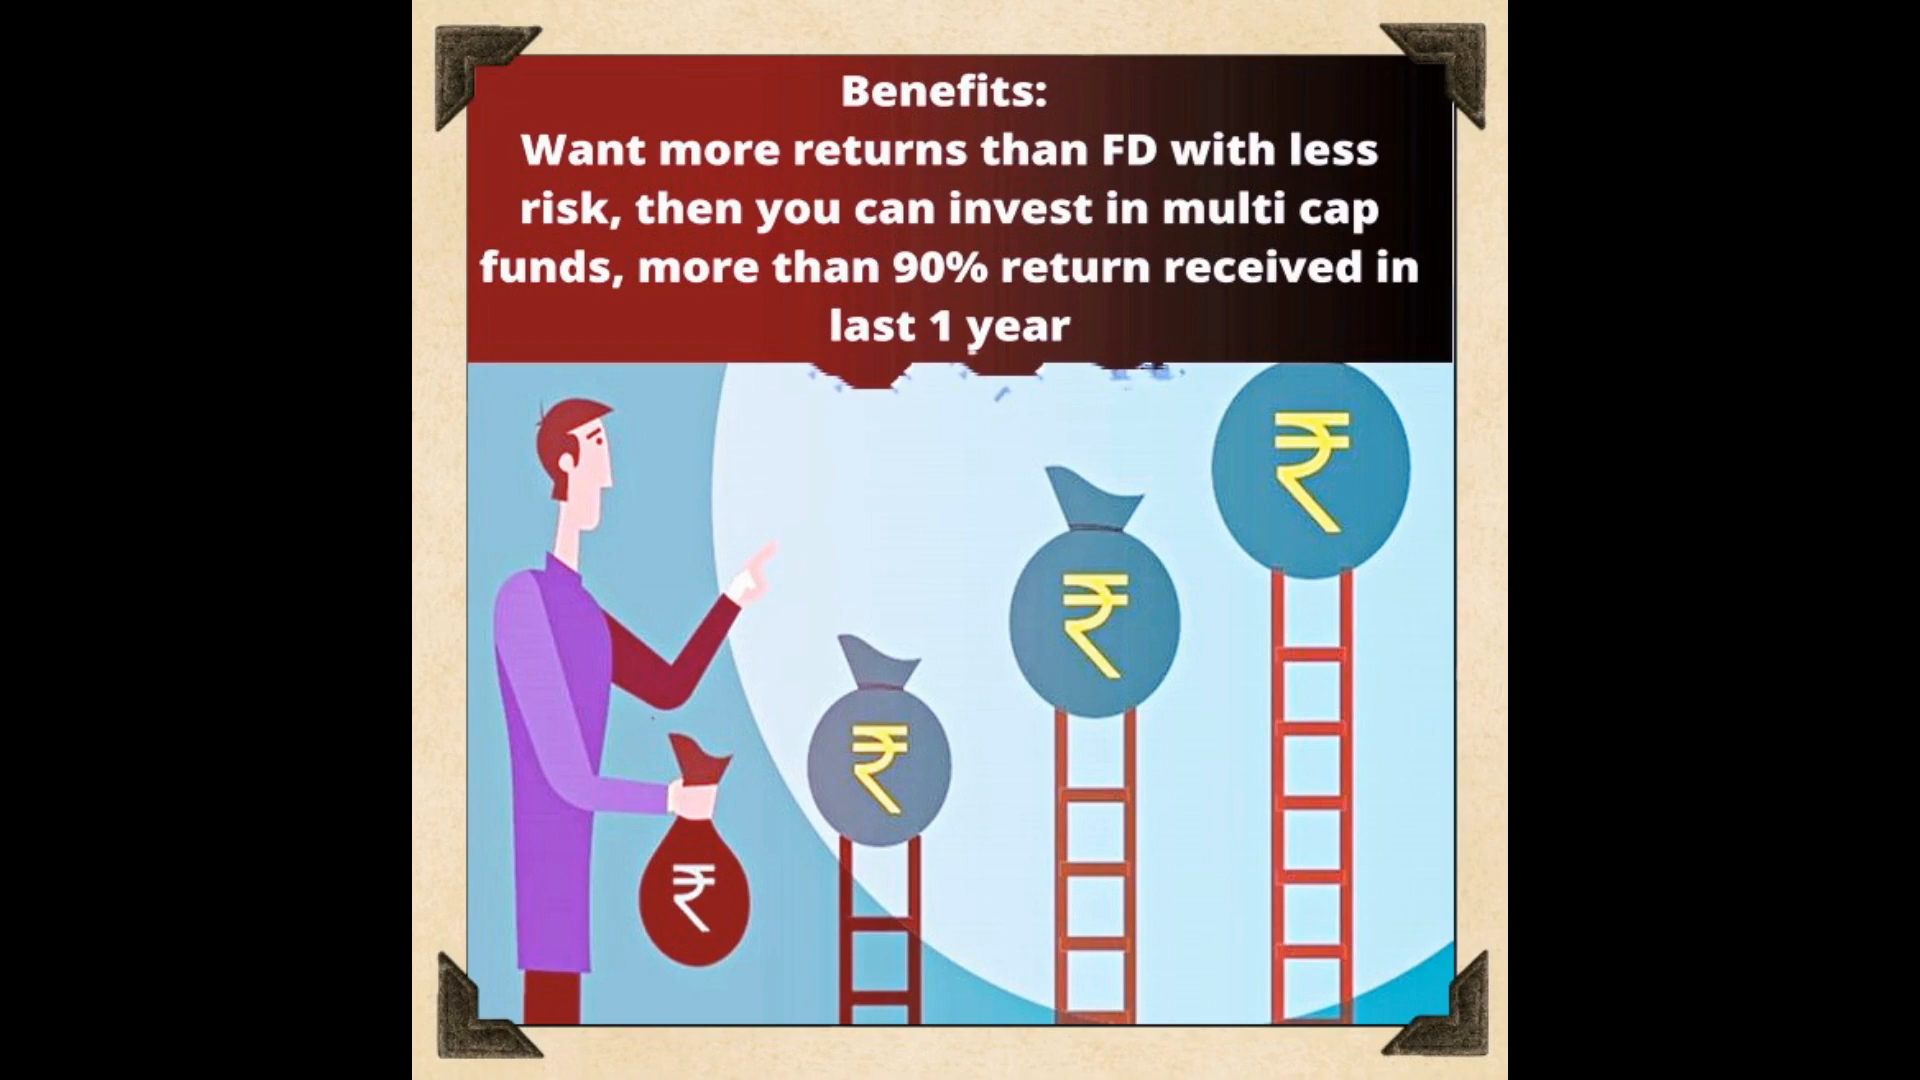 Benefits:
Want more returns than FD with less
risk, then you can invest in multi cap
funds, more than 90% return received in
last 1 year
₹
₹
₹
₹